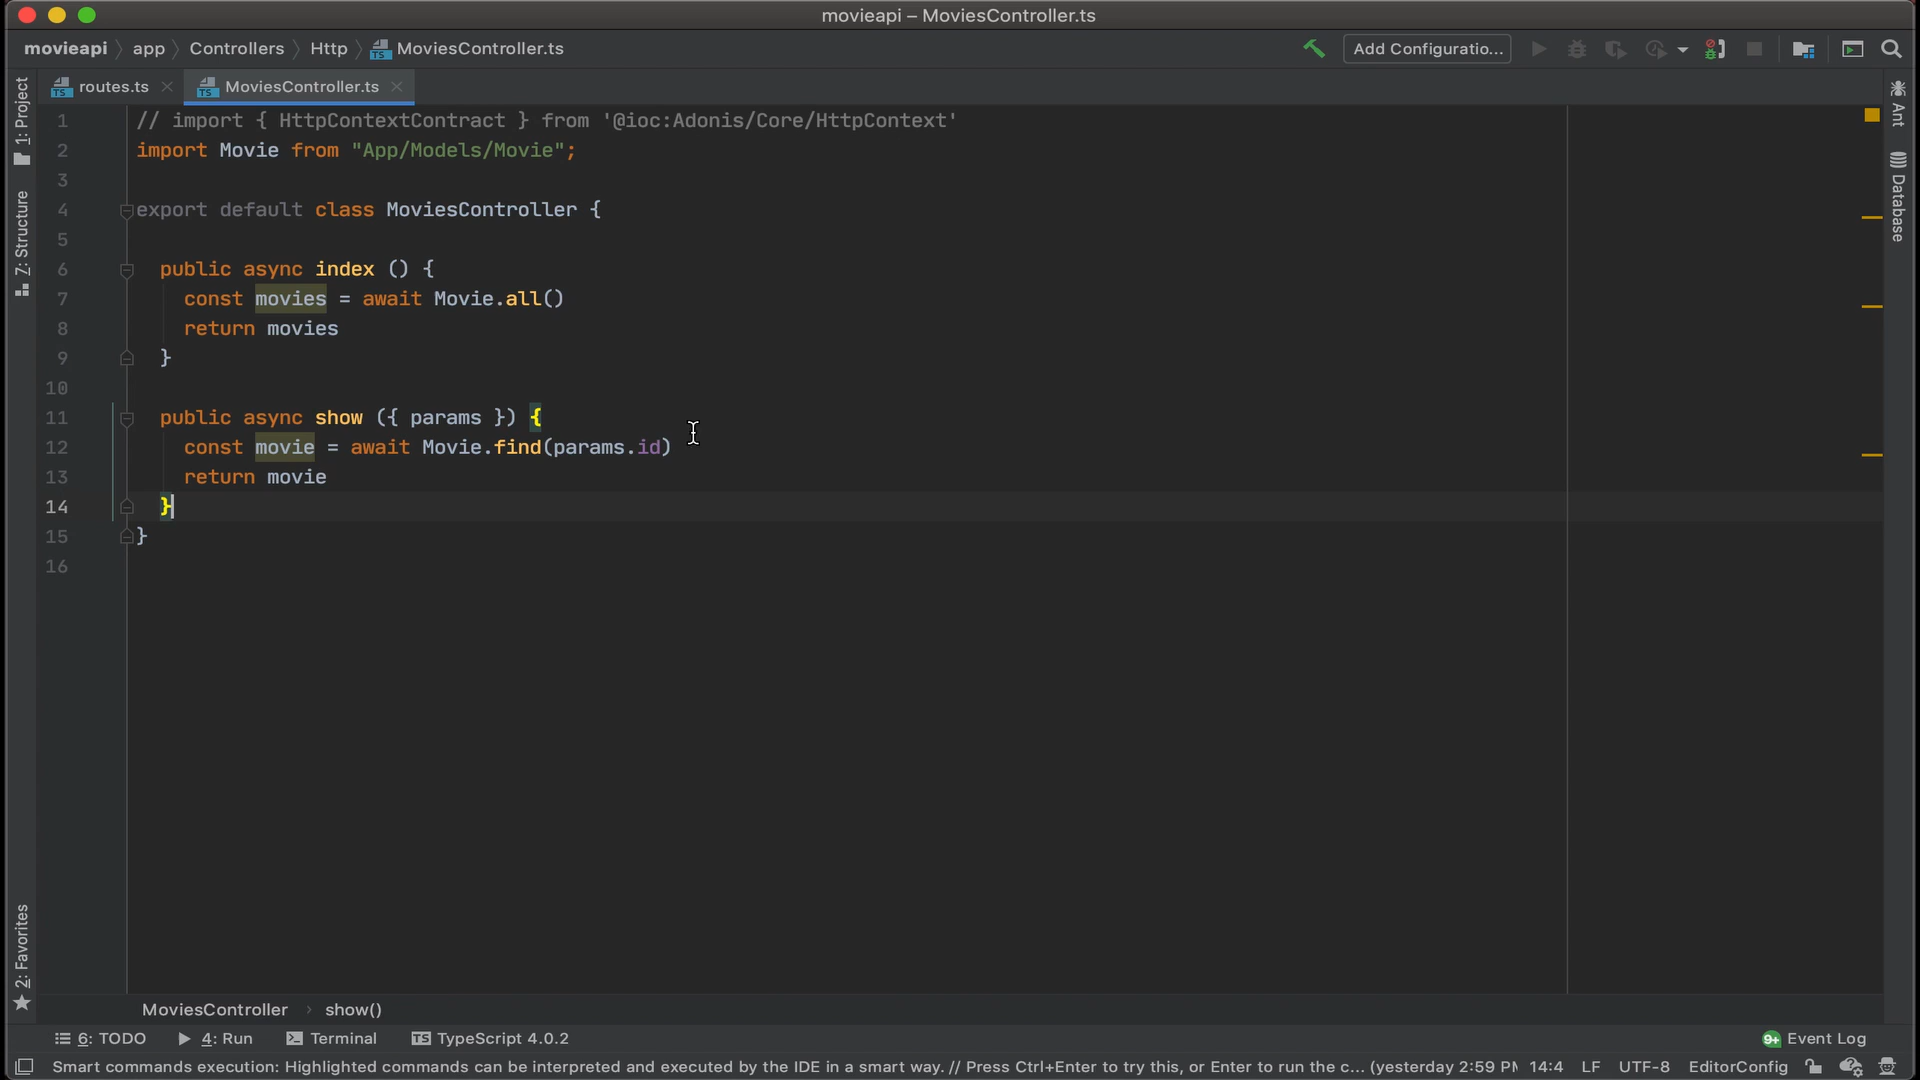 movieapi – MoviesController.ts
movieapi app Controllers Http MoviesController.ts Add Configuratio...
routes.ts MoviesController.ts
1 // import { HttpContextContract } from '@ioc:Adonis/Core/HttpContext'
2 import Movie from "App/Models/Movie";
3
4 export default class MoviesController {
5
6 public async index () {
7 const movies = await Movie.all()
8 return movies
9 }
10
11 public async show ({ params }) {
12 const movie = await Movie.find(params.id)
13 return movie
14 }
15 }
16
1: Project
Z: Structure
2: Favorites
Ant
Database
MoviesController › show()
6: TODO 4: Run Terminal TS TypeScript 4.0.2 9+ Event Log
Smart commands execution: Highlighted commands can be interpreted and executed by the IDE in a smart way. // Press Ctrl+Enter to try this, or Enter to run the c... (yesterday 2:59 PM 14:4 LF UTF-8 EditorConfig